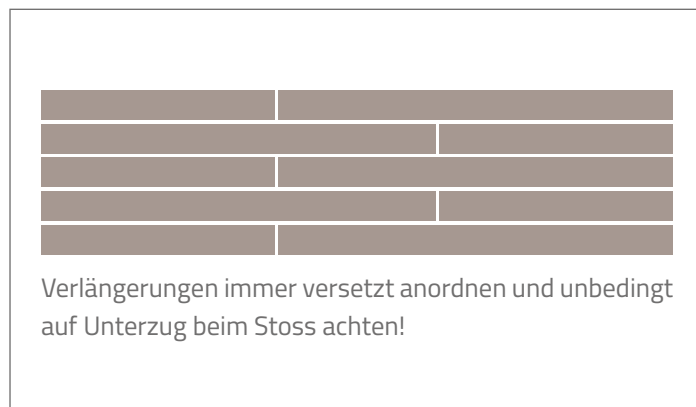 Verlängerungen immer versetzt anordnen und unbedingt
auf Unterzug beim Stoss achten!